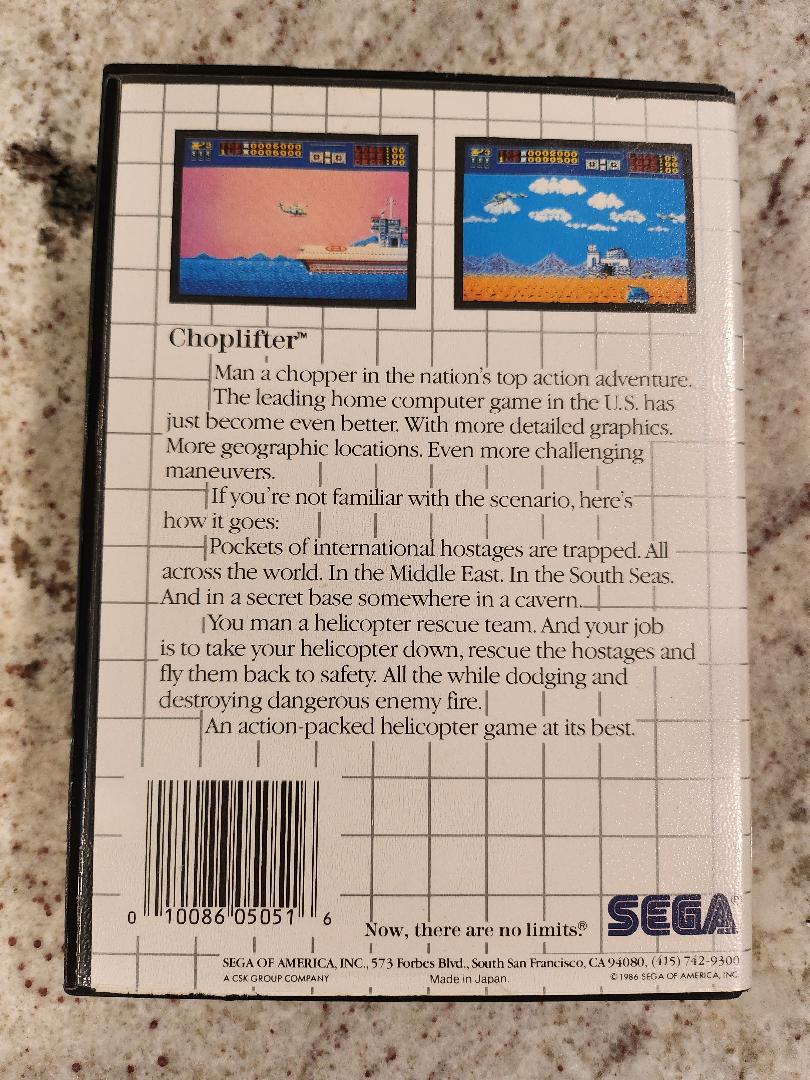 Choplifter™
Man a chopper in the nation's top action adventure.
The leading home computer game in the U.S. has
just become even better. With more detailed graphics.
More geographic locations. Even more challenging
maneuvers.
If you're not familiar with the scenario, here's
how it goes:
Pockets of international hostages are trapped. All
across the world. In the Middle East. In the South Seas.
And in a secret base somewhere in a cavern.
You man a helicopter rescue team. And your job
is to take your helicopter down, rescue the hostages and
fly them back to safety. All the while dodging and
destroying dangerous enemy fire.
An action-packed helicopter game at its best.
0 10086 05051 6
Now, there are no limits.®
SEGA®
SEGA OF AMERICA, INC., 573 Forbes Blvd., South San Francisco, CA 94080, (415) 742-9300
A CSK GROUP COMPANY
Made in Japan.
©1986 SEGA OF AMERICA, INC.